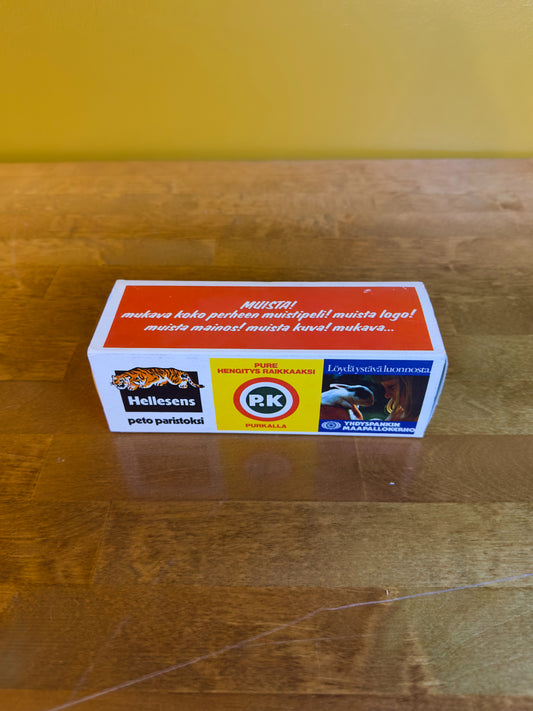 MUISTA!
mukava koko perheen muistipeli! muista logo!
muista mainos! muista kuva! mukava...
Hellesens
peto paristoksi
PURE
HENGITYS RAIKKAAKSI
P.K
PURKALLA
Löydä ystävä luonnosta.
YHDYSPANKIN
MAAPALLOKERHO